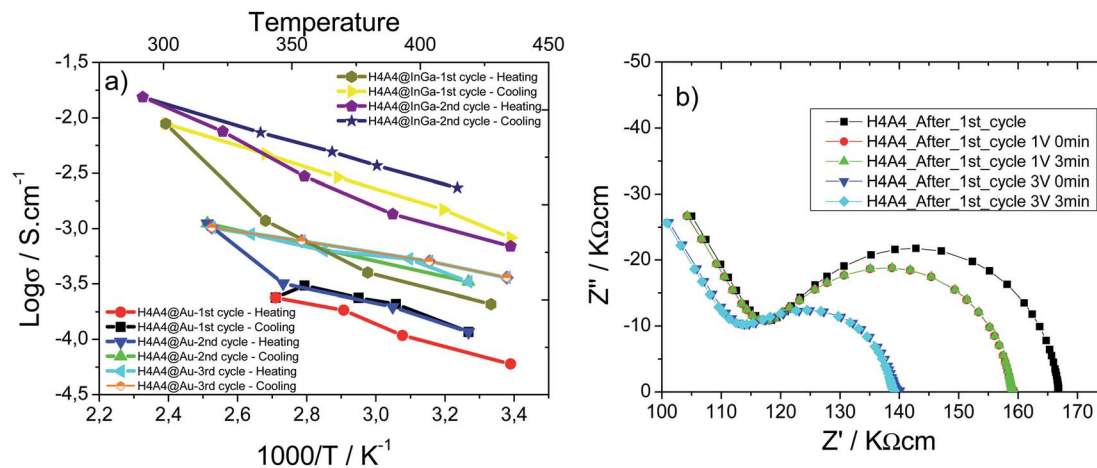 Temperature
300 350 400 450
a)
-1,5
-2,0
-2,5
-3,0
-3,5
-4,0
-4,5
Logσ / S.cm⁻¹
H4A4@InGa-1st cycle - Heating
H4A4@InGa-1st cycle - Cooling
H4A4@InGa-2nd cycle - Heating
H4A4@InGa-2nd cycle - Cooling
H4A4@Au-1st cycle - Heating
H4A4@Au-1st cycle - Cooling
H4A4@Au-2nd cycle - Heating
H4A4@Au-2nd cycle - Cooling
H4A4@Au-3rd cycle - Heating
H4A4@Au-3rd cycle - Cooling
2,2 2,4 2,6 2,8 3,0 3,2 3,4
1000/T / K⁻¹
b)
-50
-40
-30
-20
-10
0
Z'' / KΩcm
H4A4_After_1st_cycle
H4A4_After_1st_cycle 1V 0min
H4A4_After_1st_cycle 1V 3min
H4A4_After_1st_cycle 3V 0min
H4A4_After_1st_cycle 3V 3min
100 110 120 130 140 150 160 170
Z' / KΩcm